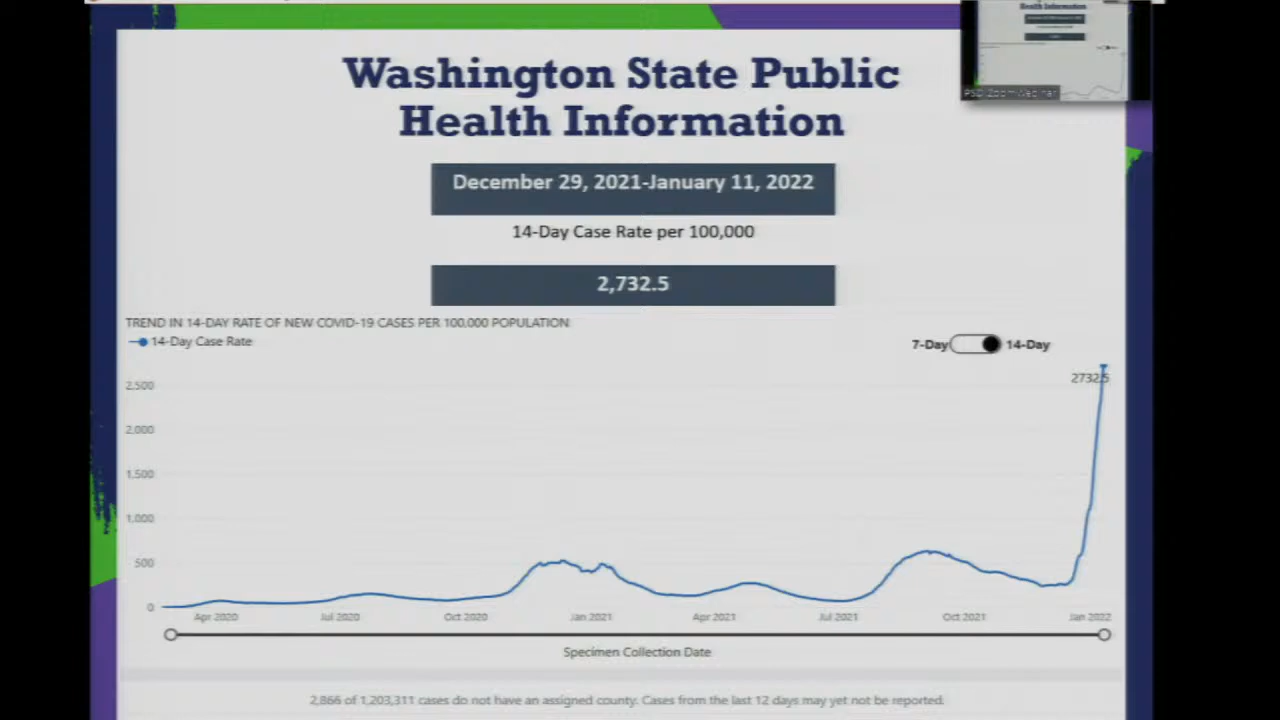 Washington State Public
Health Information
Health Information
PSD Zoom Webinar
December 29, 2021-January 11, 2022
14-Day Case Rate per 100,000
2,732.5
TREND IN 14-DAY RATE OF NEW COVID-19 CASES PER 100,000 POPULATION
14-Day Case Rate
7-Day 14-Day
2732.5
2,500
2,000
1,500
1,000
500
0
Apr 2020 Jul 2020 Oct 2020 Jan 2021 Apr 2021 Jul 2021 Oct 2021 Jan 2022
Specimen Collection Date
2,866 of 1,203,311 cases do not have an assigned county. Cases from the last 12 days may yet not be reported.